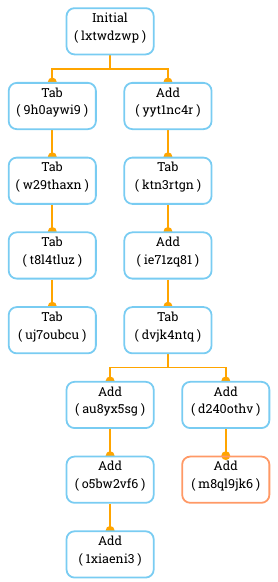 Initial
( lxtwdzwp )
Tab
( 9h0aywi9 )
Add
( yyt1nc4r )
Tab
( w29thaxn )
Tab
( ktn3rtgn )
Tab
( t8l4tluz )
Add
( ie71zq81 )
Tab
( uj7oubcu )
Tab
( dvjk4ntq )
Add
( au8yx5sg )
Add
( d240othv )
Add
( o5bw2vf6 )
Add
( m8ql9jk6 )
Add
( 1xiaeni3 )